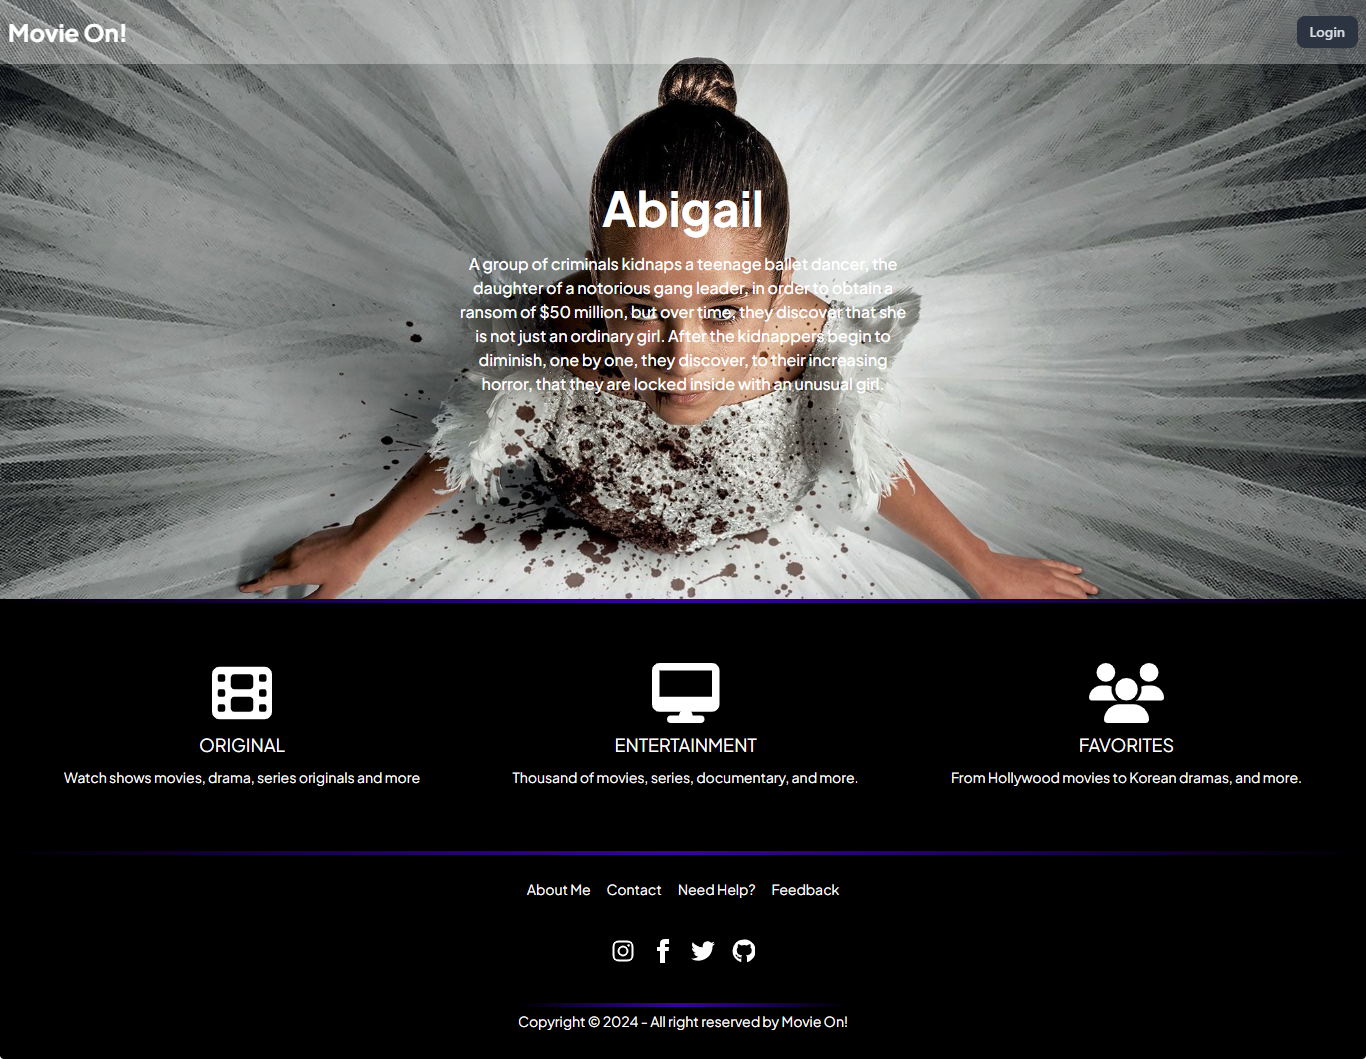 Movie On!
Login
Abigail
A group of criminals kidnaps a teenage ballet dancer, the
daughter of a notorious gang leader, in order to obtain a
ransom of $50 million, but over time, they discover that she
is not just an ordinary girl. After the kidnappers begin to
diminish, one by one, they discover, to their increasing
horror, that they are locked inside with an unusual girl.
ORIGINAL
Watch shows movies, drama, series originals and more
ENTERTAINMENT
Thousand of movies, series, documentary, and more.
FAVORITES
From Hollywood movies to Korean dramas, and more.
About Me Contact Need Help? Feedback
Copyright © 2024 - All right reserved by Movie On!